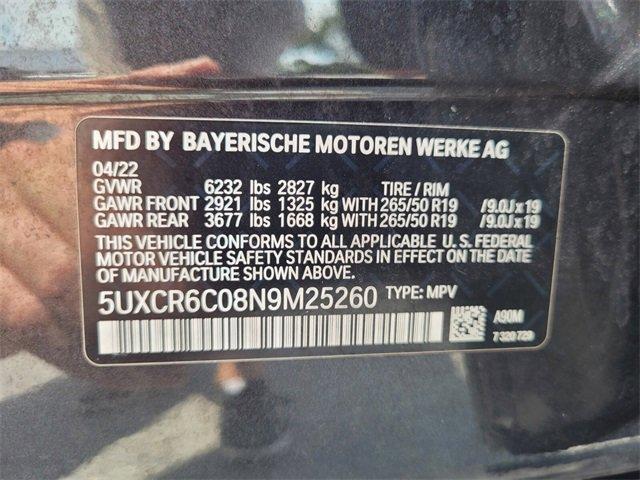 MFD BY BAYERISCHE MOTOREN WERKE AG
04/22
GVWR 6232 lbs 2827 kg TIRE / RIM
GAWR FRONT 2921 lbs 1325 kg WITH 265/50 R19 /9.0J x 19
GAWR REAR 3677 lbs 1668 kg WITH 265/50 R19 /9.0J x 19
THIS VEHICLE CONFORMS TO ALL APPLICABLE U.S. FEDERAL
MOTOR VEHICLE SAFETY STANDARDS IN EFFECT ON THE DATE
OF MANUFACTURE SHOWN ABOVE.
5UXCR6C08N9M25260 TYPE: MPV
A90M
7320729